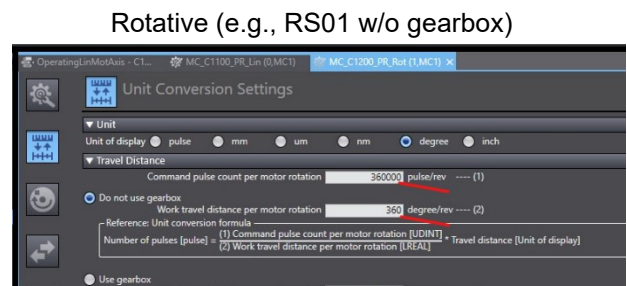 Rotative (e.g., RS01 w/o gearbox)
OperatingLinMotAxis - C1... MC_C1100_PR_Lin (0,MC1) MC_C1200_PR_Rot (1,MC1) ×
Unit Conversion Settings
▼ Unit
Unit of display pulse mm um nm degree inch
▼ Travel Distance
Command pulse count per motor rotation 360000 pulse/rev ---- (1)
Do not use gearbox
Work travel distance per motor rotation 360 degree/rev ---- (2)
Reference: Unit conversion formula
(1) Command pulse count per motor rotation [UDINT]
Number of pulses [pulse] = * Travel distance [Unit of display]
(2) Work travel distance per motor rotation [LREAL]
Use gearbox